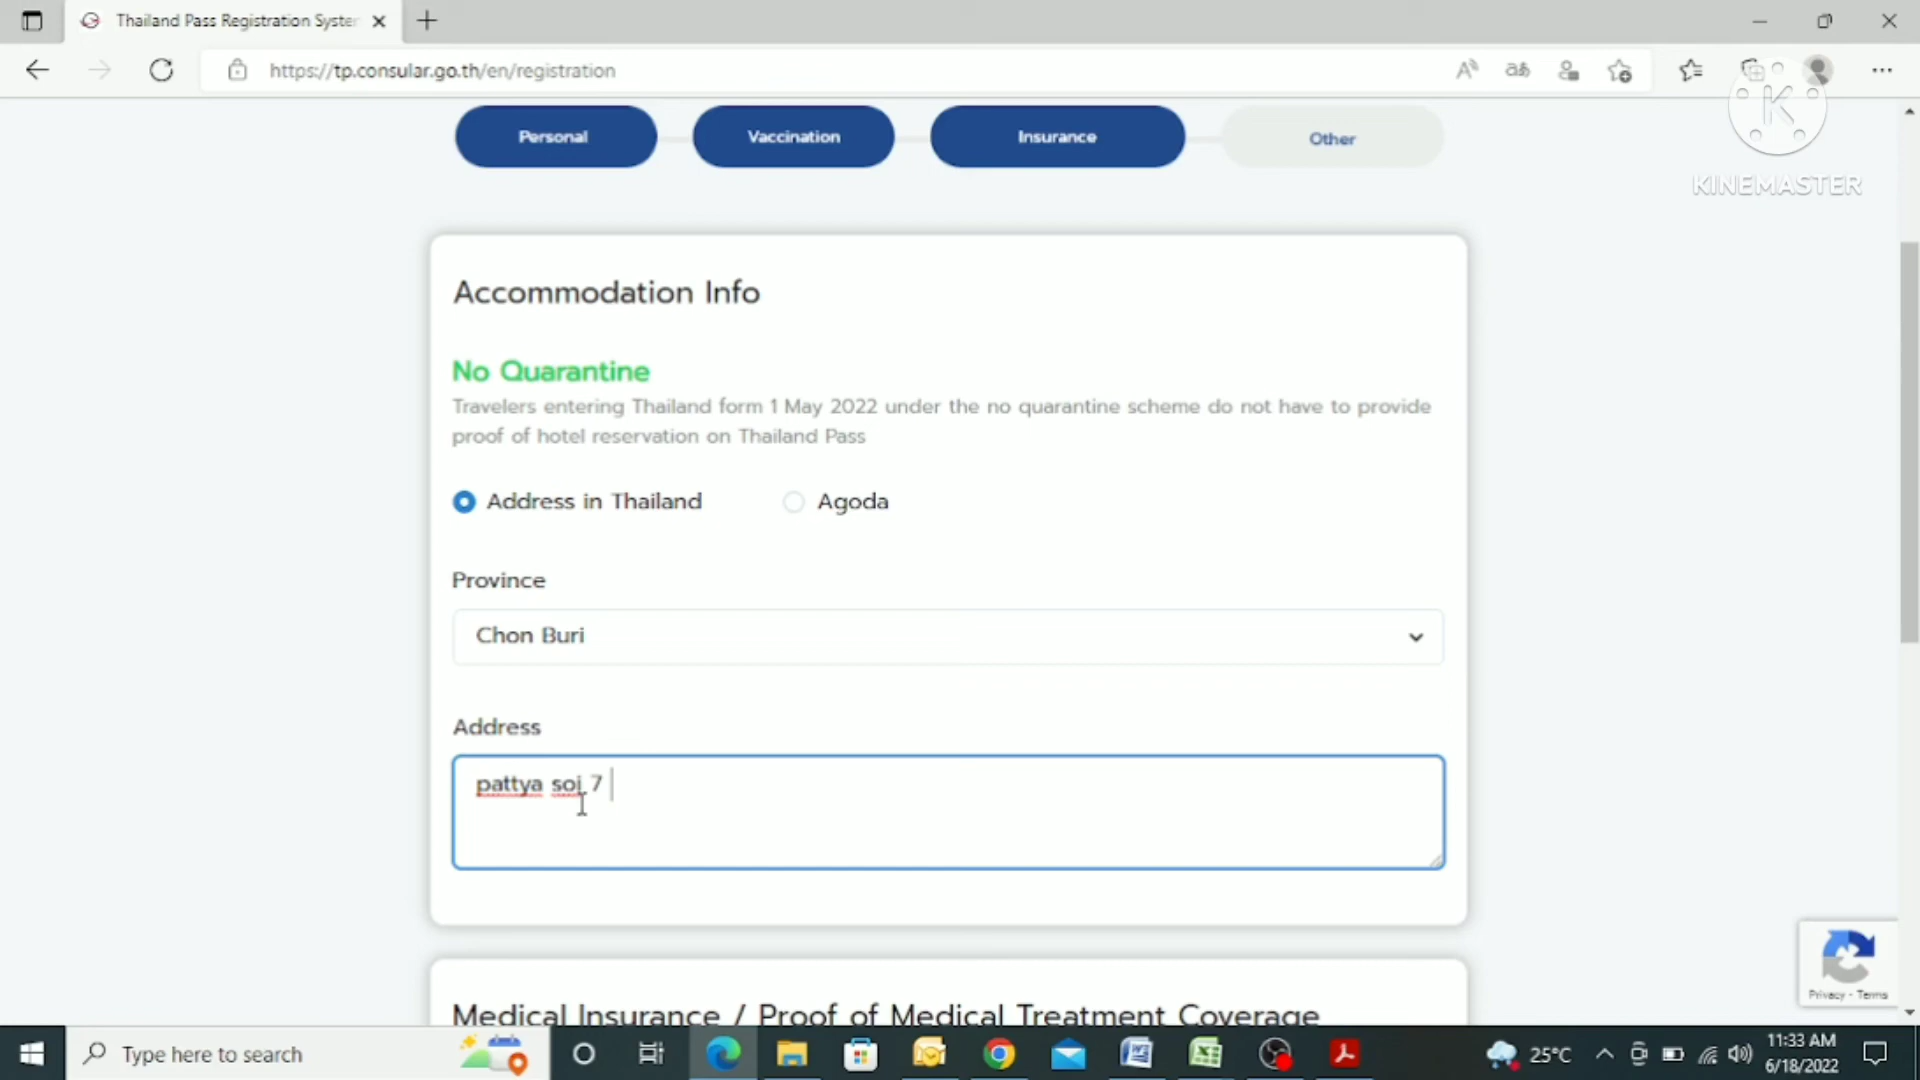 Thailand Pass Registration System
https://tp.consular.go.th/en/registration
Personal
Vaccination
Insurance
Other
K
KINEMASTER
Accommodation Info
No Quarantine
Travelers entering Thailand form 1 May 2022 under the no quarantine scheme do not have to provide
proof of hotel reservation on Thailand Pass
Address in Thailand
Agoda
Province
Chon Buri
Address
pattya soi 7
Privacy - Terms
Medical Insurance / Proof of Medical Treatment Coverage
Type here to search
25°C
11:33 AM
6/18/2022